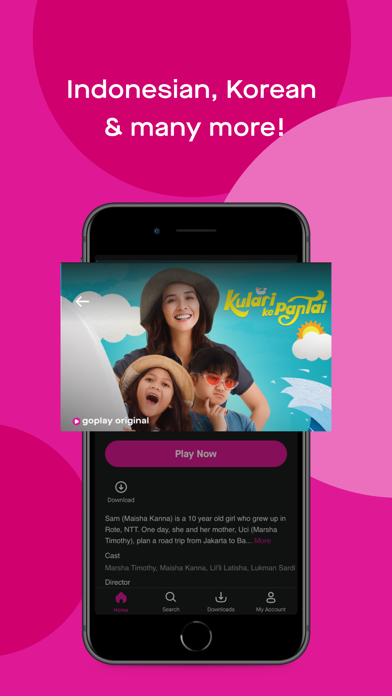 Indonesian, Korean
& many more!
Kulari
ke Pantai
goplay original
Play Now
Download
Sam (Maisha Kanna) is a 10 year old girl who grew up in
Rote, NTT. One day, she and her mother, Uci (Marsha
Timothy), plan a road trip from Jakarta to Ba... More
Cast
Marsha Timothy, Maisha Kanna, Lil'li Latisha, Lukman Sardi
Director
Home
Search
Downloads
My Account